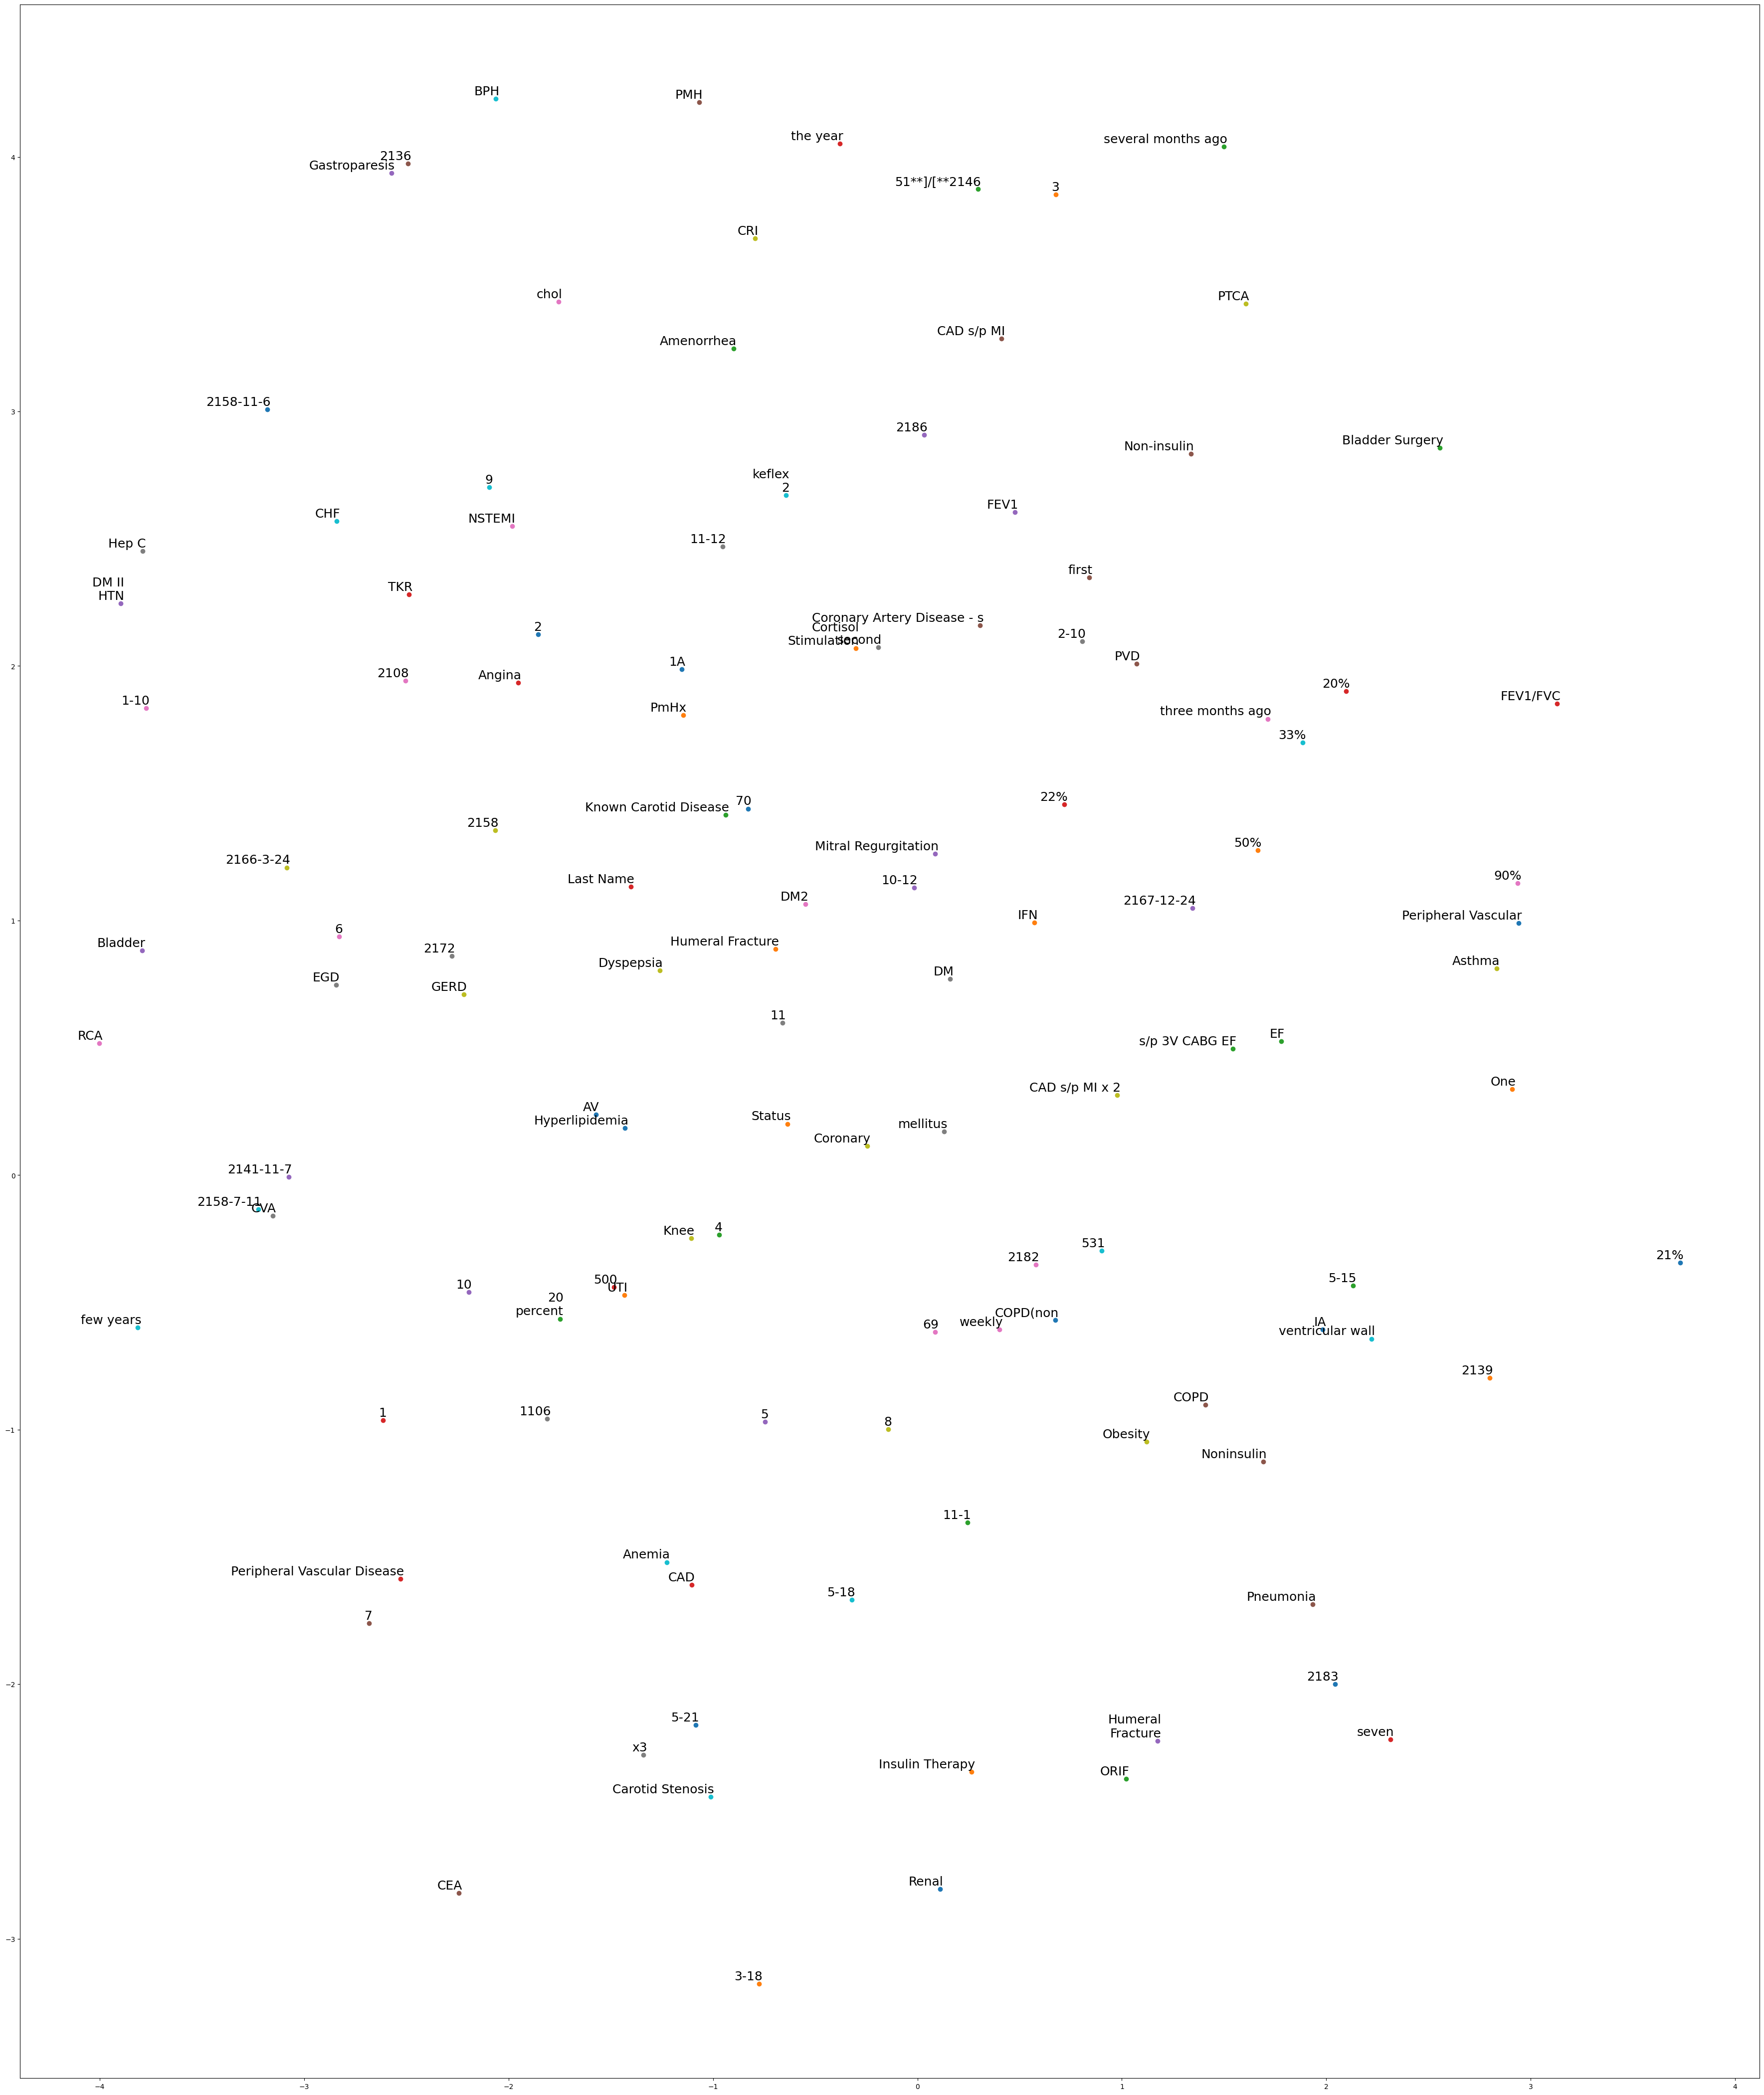 BPH
PMH
the year
several months ago
2136
Gastroparesis
51**]/[**2146
3
CRI
chol
PTCA
CAD s/p MI
Amenorrhea
2158-11-6
2186
Bladder Surgery
Non-insulin
keflex
2
9
FEV1
CHF
NSTEMI
11-12
Hep C
first
DM II
HTN
TKR
Coronary Artery Disease - s
Cortisol
Stimulation
second
2
2-10
1A
PVD
2108
Angina
20%
1-10
FEV1/FVC
PmHx
three months ago
33%
22%
70
Known Carotid Disease
2158
50%
Mitral Regurgitation
2166-3-24
Last Name
10-12
90%
DM2
2167-12-24
IFN
Peripheral Vascular
6
Bladder
Humeral Fracture
2172
Dyspepsia
Asthma
EGD
DM
GERD
11
RCA
EF
s/p 3V CABG EF
One
CAD s/p MI x 2
AV
Hyperlipidemia
Status
mellitus
Coronary
2141-11-7
2158-7-11
CVA
4
Knee
531
2182
21%
10
500
UTI
5-15
20
percent
few years
69
weekly
COPD(non
IA
ventricular wall
2139
COPD
1
1106
5
8
Obesity
Noninsulin
11-1
Anemia
Peripheral Vascular Disease
CAD
5-18
Pneumonia
7
2183
5-21
Humeral
Fracture
seven
x3
Insulin Therapy
ORIF
Carotid Stenosis
CEA
Renal
3-18
4
3
2
1
0
−1
−2
−3
−4
−3
−2
−1
0
1
2
3
4